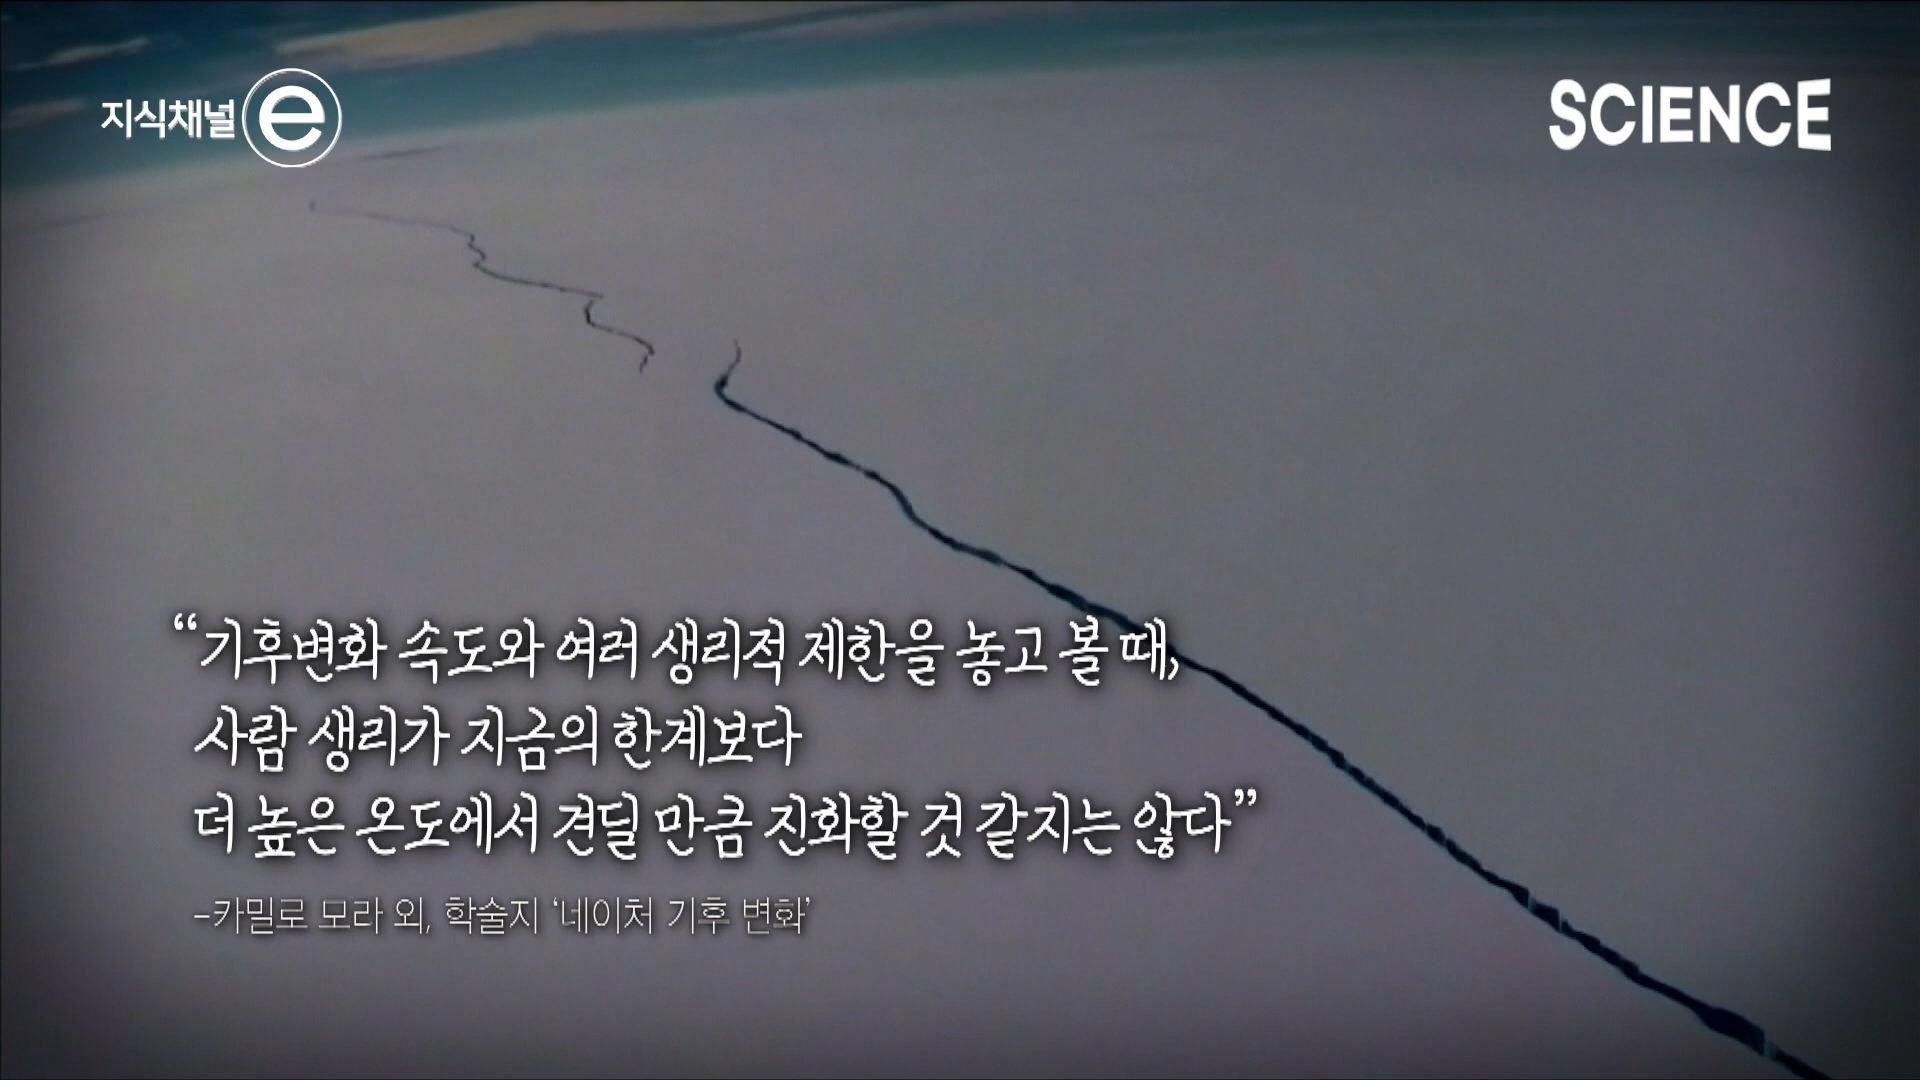 지식채널 e
SCIENCE
“기후변화 속도와 여러 생리적 제한을 놓고 볼 때,
사람 생리가 지금의 한계보다
더 높은 온도에서 견딜 만큼 진화할 것 같지는 않다”
-카밀로 모라 외, 학술지 ‘네이처 기후 변화’